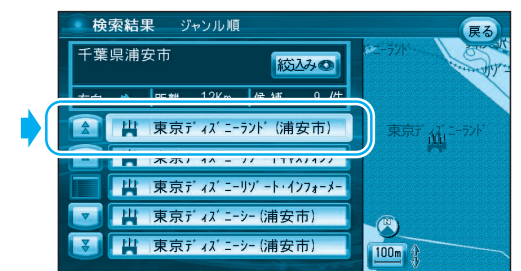 検索結果 ジャンル順
戻る
千葉県浦安市
絞込み
12Km
東京ディズニーランド(浦安市)
東京ディズニーリゾート・インフォメー
東京ディズニーシー(浦安市)
東京ディズニーシー(浦安市)
東京ディズニーランド
100m